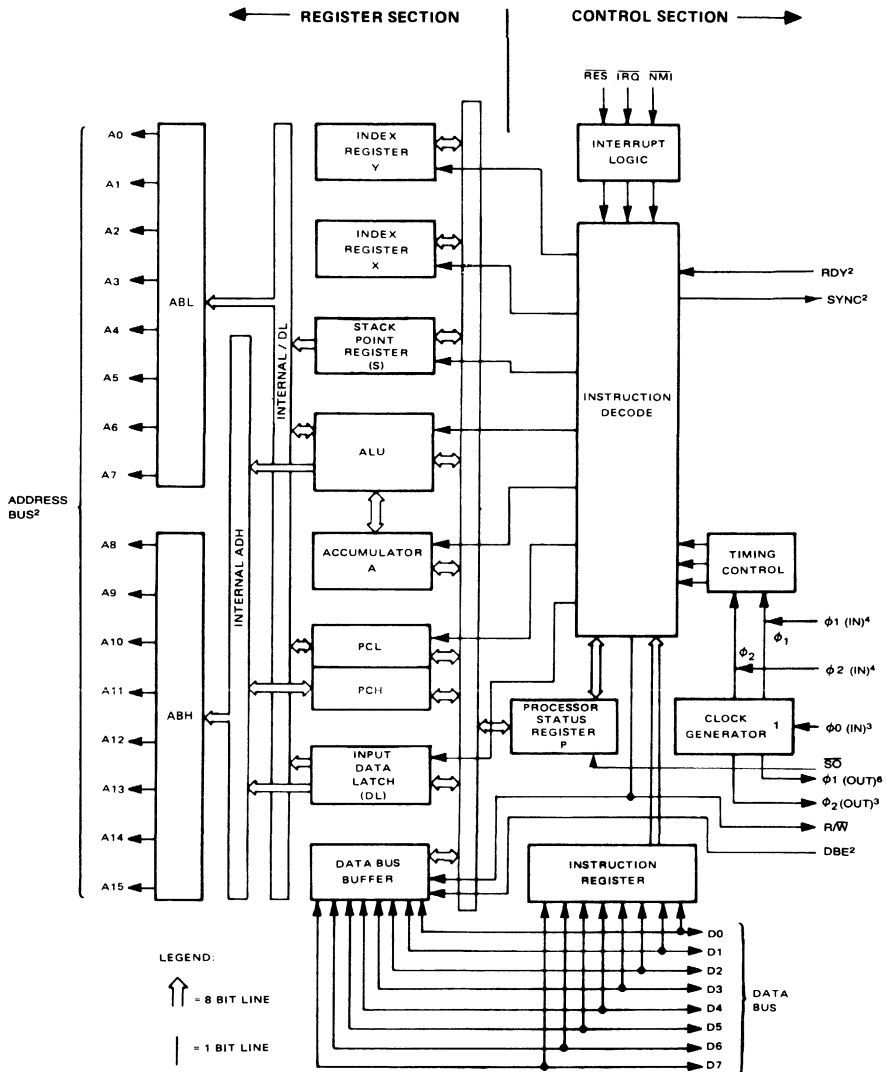 REGISTER SECTION
CONTROL SECTION
RES IRQ NMI
INTERRUPT
LOGIC
A0
A1
A2
A3
A4
A5
A6
A7
ABL
ADDRESS
BUS²
A8
A9
A10
A11
A12
A13
A14
A15
ABH
INTERNAL ADH
INTERNAL / DL
INDEX
REGISTER
Y
INDEX
REGISTER
X
STACK
POINT
REGISTER
(S)
ALU
ACCUMULATOR
A
PCL
PCH
INPUT
DATA
LATCH
(DL)
DATA BUS
BUFFER
INSTRUCTION
DECODE
RDY²
SYNC²
TIMING
CONTROL
ϕ1 (IN)⁴
ϕ₁
ϕ₂
ϕ2 (IN)⁴
PROCESSOR
STATUS
REGISTER
P
CLOCK
GENERATOR 1
ϕ0 (IN)³
SO
ϕ1 (OUT)⁶
ϕ₂(OUT)³
R/W
DBE²
INSTRUCTION
REGISTER
D0
D1
D2
D3
D4
D5
D6
D7
DATA
BUS
LEGEND:
= 8 BIT LINE
= 1 BIT LINE